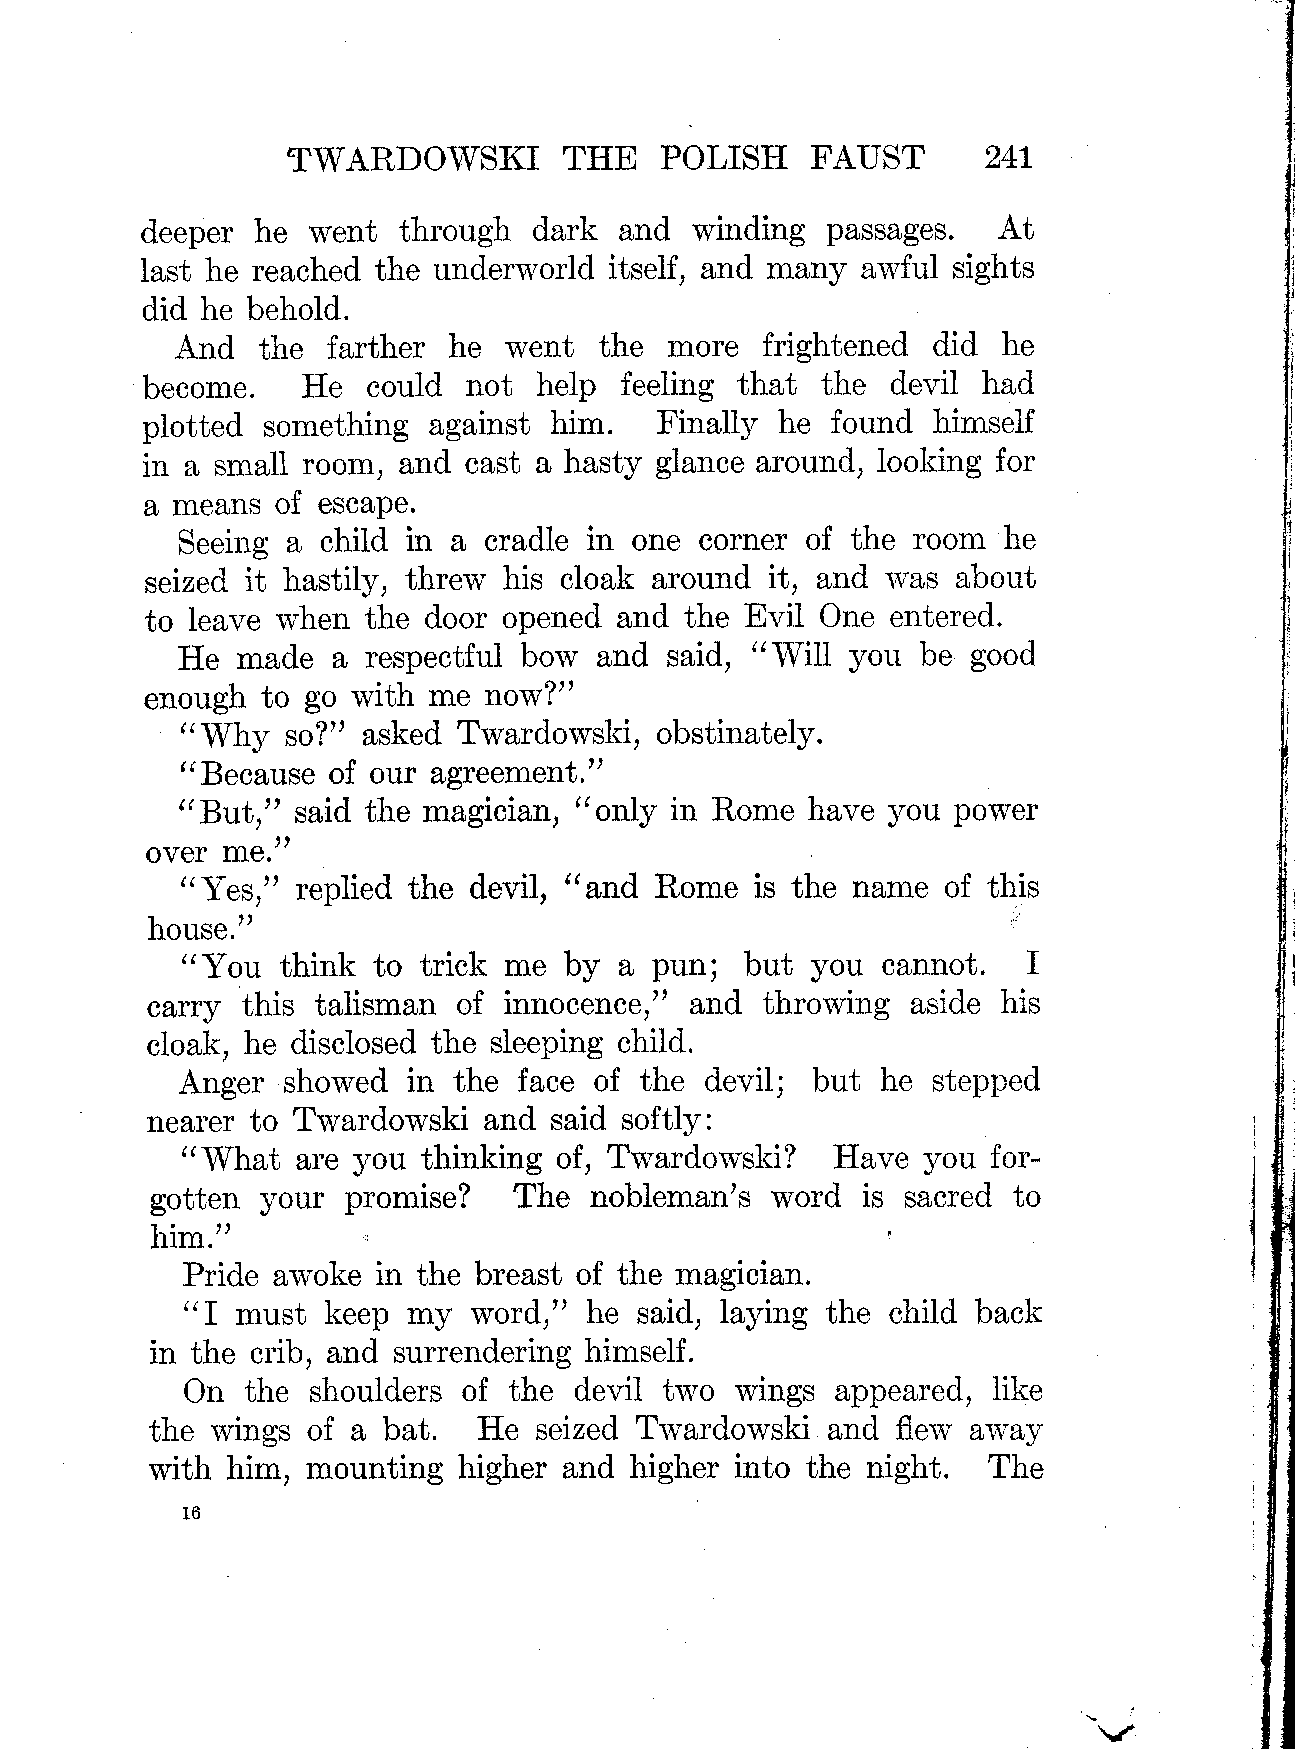 TWARDOWSKI THE POLISH FAUST 241
deeper he went through dark and winding passages. At
last he reached the underworld itself, and many awful sights
did he behold.
And the farther he went the more frightened did he
become. He could not help feeling that the devil had
plotted something against him. Finally he found himself
in a small room, and cast a hasty glance around, looking for
a means of escape.
Seeing a child in a cradle in one corner of the room he
seized it hastily, threw his cloak around it, and was about
to leave when the door opened and the Evil One entered.
He made a respectful bow and said, "Will you be good
enough to go with me now?"
"Why so?" asked Twardowski, obstinately.
"Because of our agreement."
"But," said the magician, "only in Rome have you power
over me."
"Yes," replied the devil, "and Rome is the name of this
house."
"You think to trick me by a pun; but you cannot. I
carry this talisman of innocence," and throwing aside his
cloak, he disclosed the sleeping child.
Anger showed in the face of the devil; but he stepped
nearer to Twardowski and said softly:
"What are you thinking of, Twardowski? Have you for-
gotten your promise? The nobleman's word is sacred to
him."
Pride awoke in the breast of the magician.
"I must keep my word," he said, laying the child back
in the crib, and surrendering himself.
On the shoulders of the devil two wings appeared, like
the wings of a bat. He seized Twardowski and flew away
with him, mounting higher and higher into the night. The
16